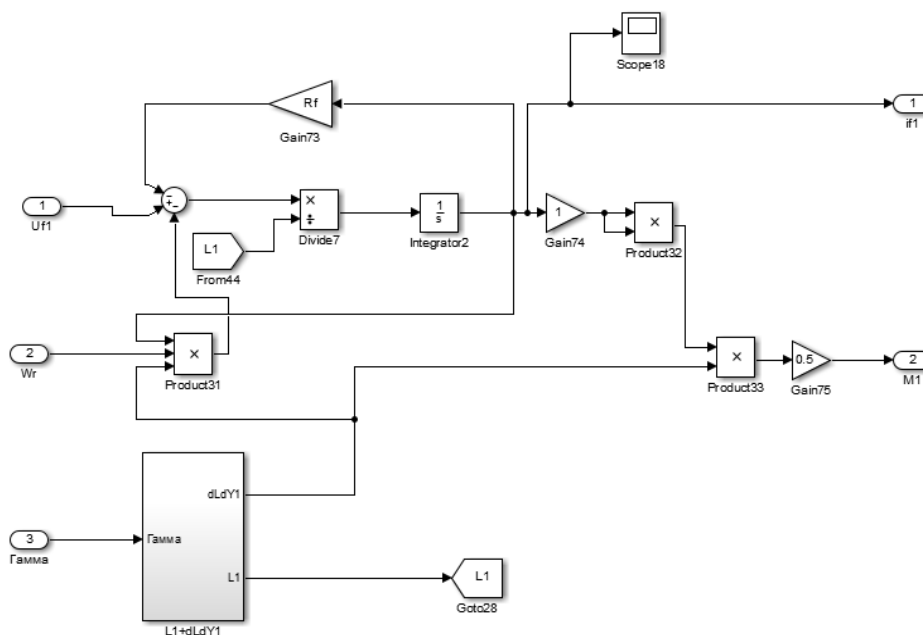 Scope18
Rf
Gain73
1
if1
1
Uf1
− + −
×
÷
Divide7
1
s
Integrator2
1
Gain74
×
Product32
L1
From44
2
Wr
×
Product31
×
Product33
0.5
Gain75
2
M1
3
Гамма
Гамма
dLdY1
L1
L1+dLdY1
L1
Goto28